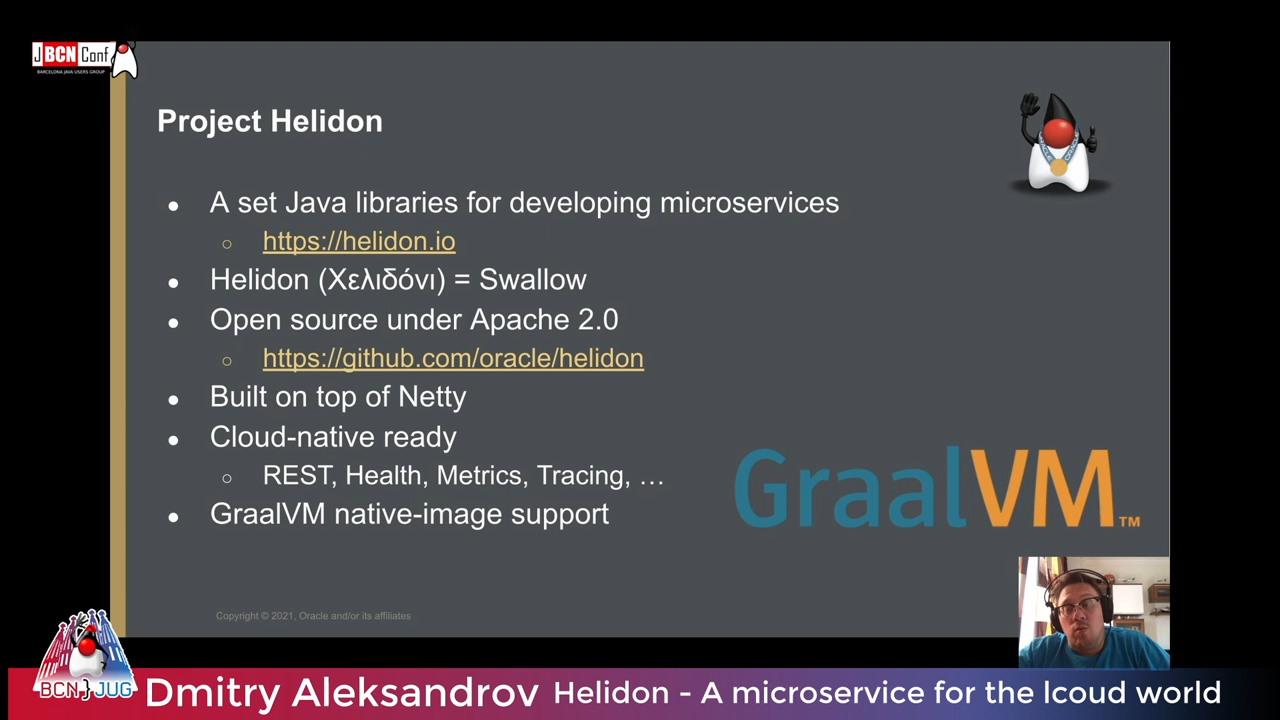 JBCNConf
BARCELONA JAVA USERS GROUP
Project Helidon
A set Java libraries for developing microservices
https://helidon.io
Helidon (Χελιδόνι) = Swallow
Open source under Apache 2.0
https://github.com/oracle/helidon
Built on top of Netty
Cloud-native ready
REST, Health, Metrics, Tracing, …
GraalVM native-image support
GraalVM™
ORACLE
Copyright © 2021, Oracle and/or its affiliates
BCN JUG
Dmitry Aleksandrov Helidon - A microservice for the lcoud world